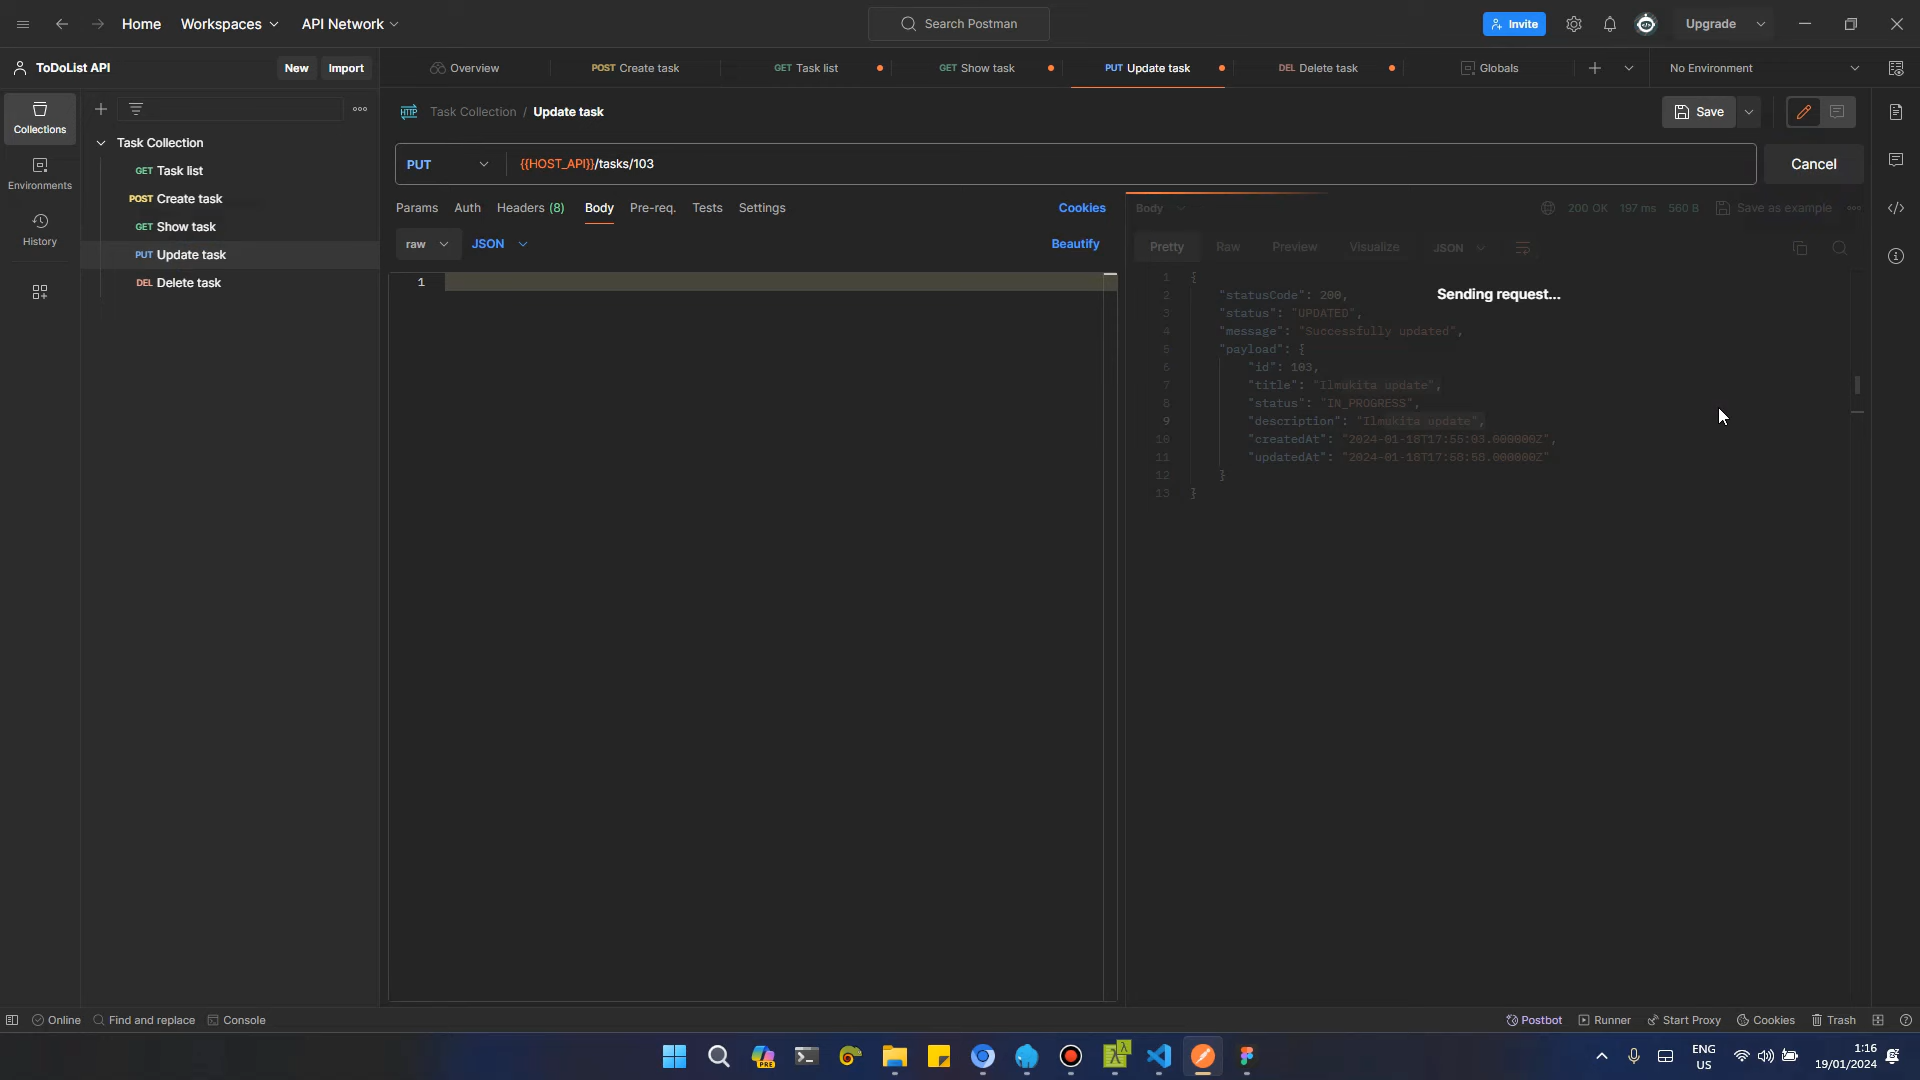 Home Workspaces API Network Search Postman Invite Upgrade
ToDoList API New Import Overview POST Create task GET Task list GET Show task PUT Update task DEL Delete task Globals No Environment
Collections
Environments
History
Task Collection
GET Task list
POST Create task
GET Show task
PUT Update task
DEL Delete task
Task Collection / Update task Save
PUT {{HOST_API}}/tasks/103 Cancel
Params Auth Headers (8) Body Pre-req. Tests Settings Cookies
raw JSON Beautify
1
Body 200 OK 197 ms 560 B Save as example
Pretty Raw Preview Visualize JSON
Sending request...
1 {
2 "statusCode": 200,
3 "status": "UPDATED",
4 "message": "Successfully updated",
5 "payload": {
6 "id": 103,
7 "title": "Ilmukita update",
8 "status": "IN_PROGRESS",
9 "description": "Ilmukita update",
10 "createdAt": "2024-01-18T17:55:03.000000Z",
11 "updatedAt": "2024-01-18T17:58:58.000000Z"
12 }
13 }
Online Find and replace Console Postbot Runner Start Proxy Cookies Trash
PRE
ENG
US
1:16
19/01/2024